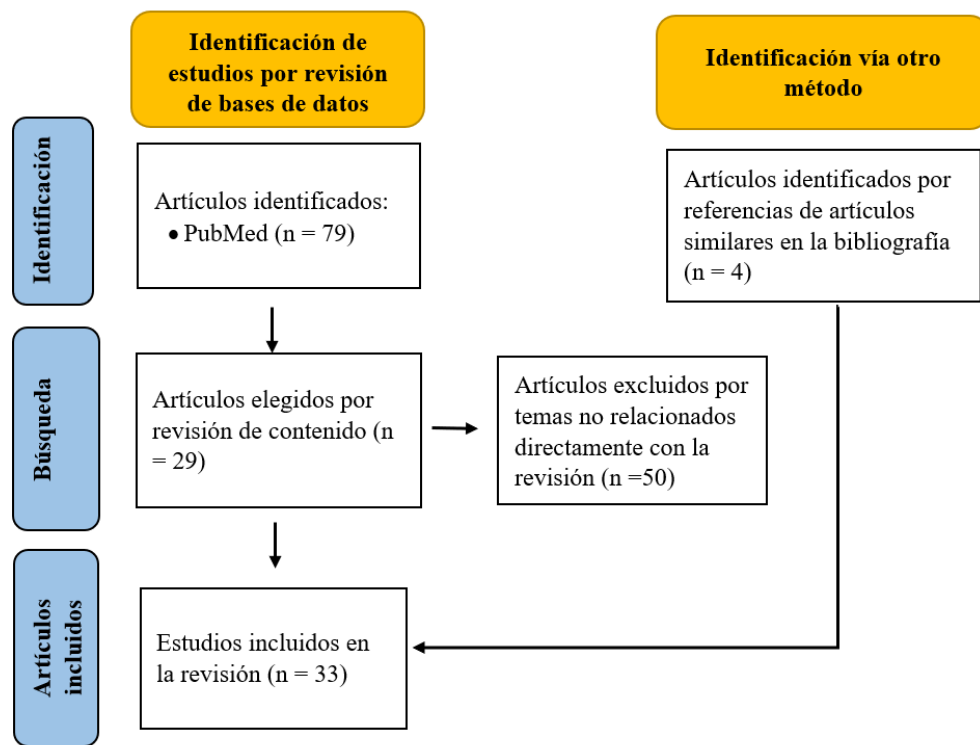 Identificación de
estudios por revisión
de bases de datos
Identificación vía otro
método
Identificación
Artículos identificados:
• PubMed (n = 79)
Artículos identificados por
referencias de artículos
similares en la bibliografía
(n = 4)
Búsqueda
Artículos elegidos por
revisión de contenido (n
= 29)
Artículos excluidos por
temas no relacionados
directamente con la
revisión (n =50)
Artículos
incluidos
Estudios incluidos en
la revisión (n = 33)